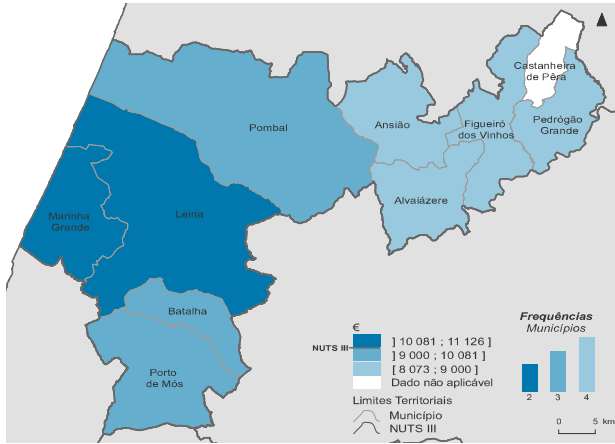 Castanheira
de Pêra
Pombal
Ansião
Figueiró
dos Vinhos
Pedrógão
Grande
Alvaiázere
Marinha
Grande
Leiria
Batalha
Porto
de Mós
€
] 10 081 ; 11 126 ]
NUTS III
] 9 000 ; 10 081 ]
[ 8 073 ; 9 000 ]
Dado não aplicável
Limites Territoriais
Município
NUTS III
Frequências
Municípios
2 3 4
0 5 km